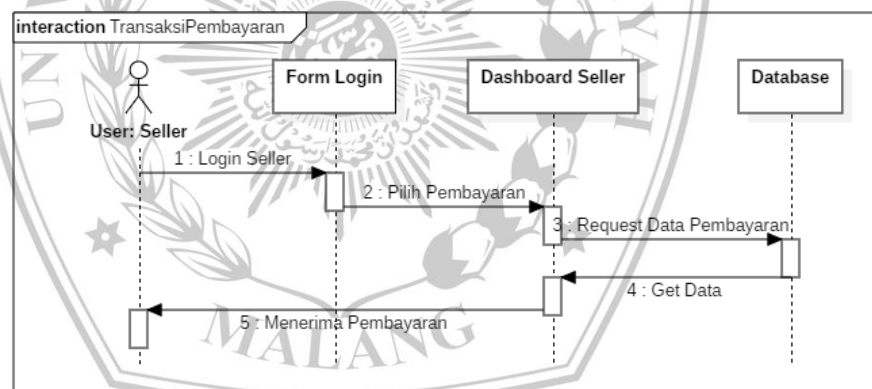 interaction TransaksiPembayaran
Form Login
Dashboard Seller
Database
User: Seller
1 : Login Seller
2 : Pilih Pembayaran
3 : Request Data Pembayaran
4 : Get Data
5 : Menerima Pembayaran
MALANG